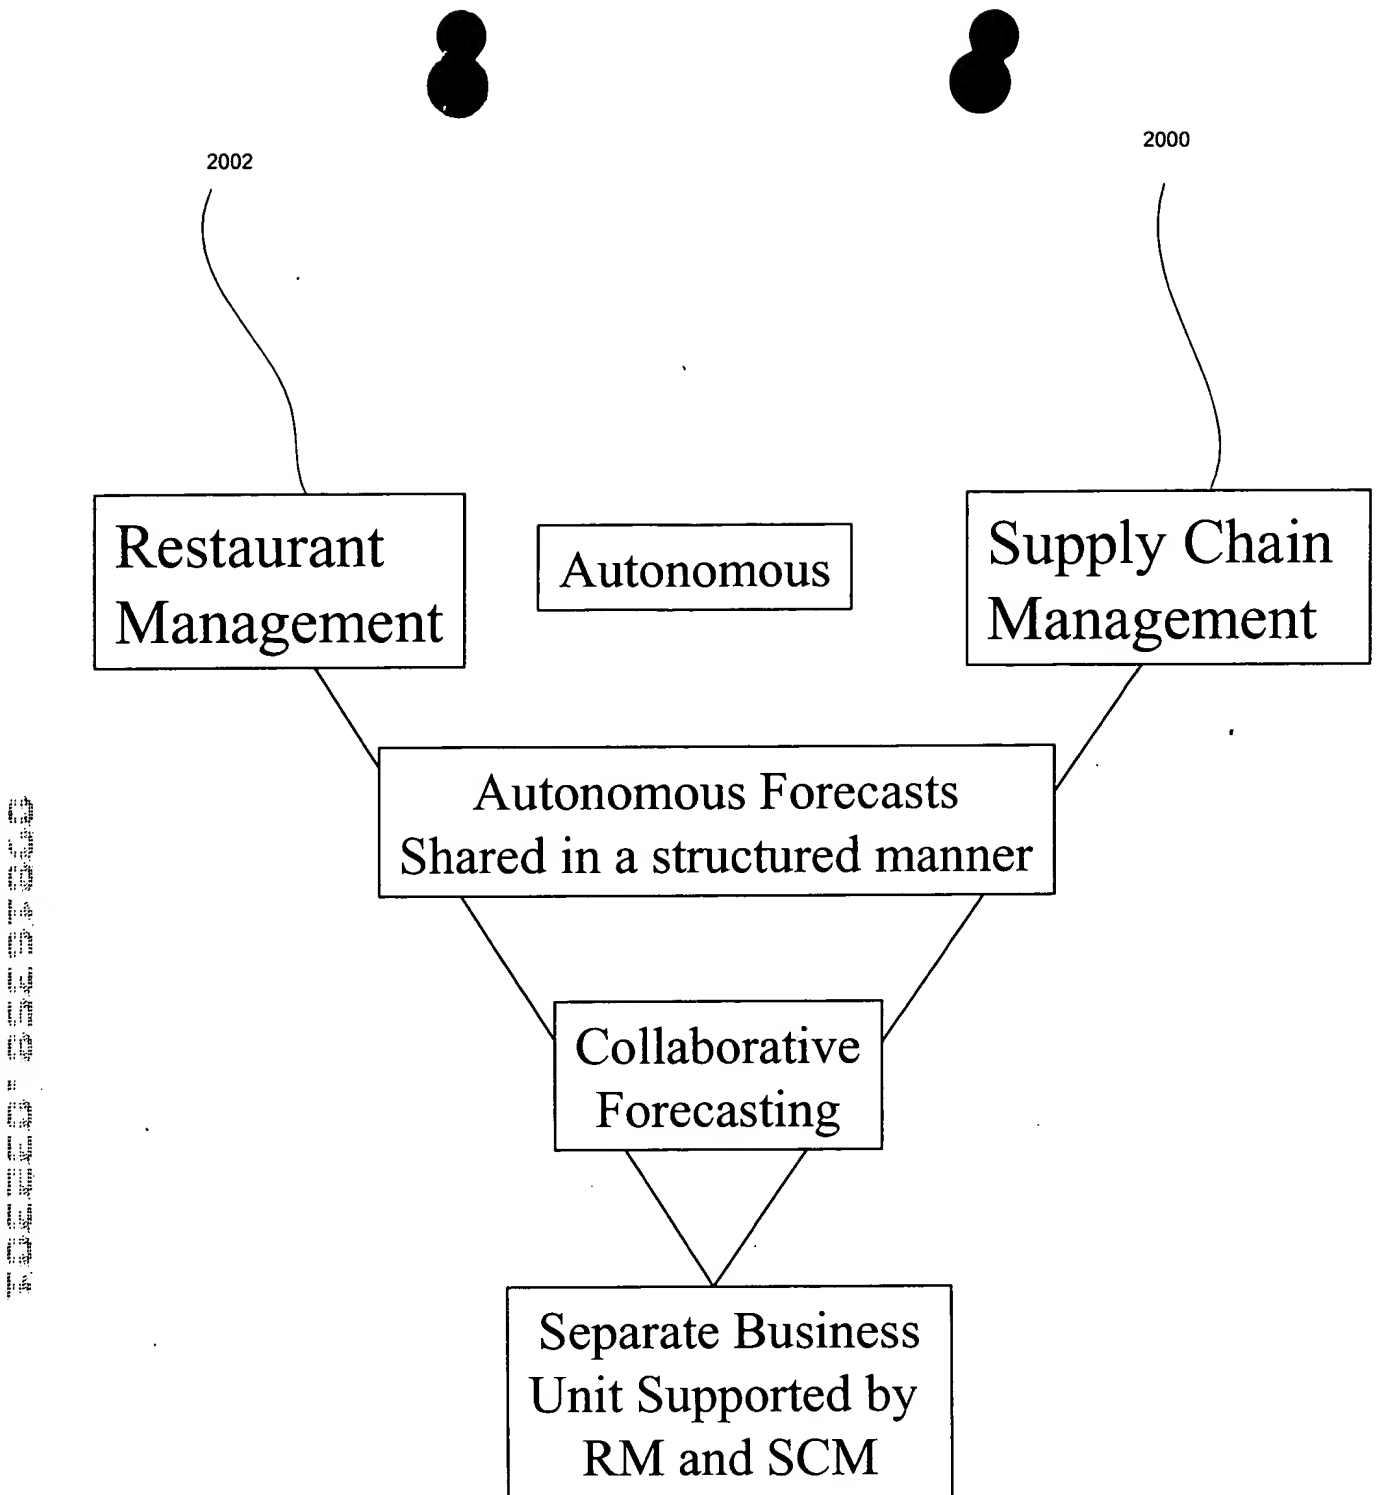 2002
2000
Restaurant
Management
Autonomous
Supply Chain
Management
Autonomous Forecasts
Shared in a structured manner
Collaborative
Forecasting
Separate Business
Unit Supported by
RM and SCM